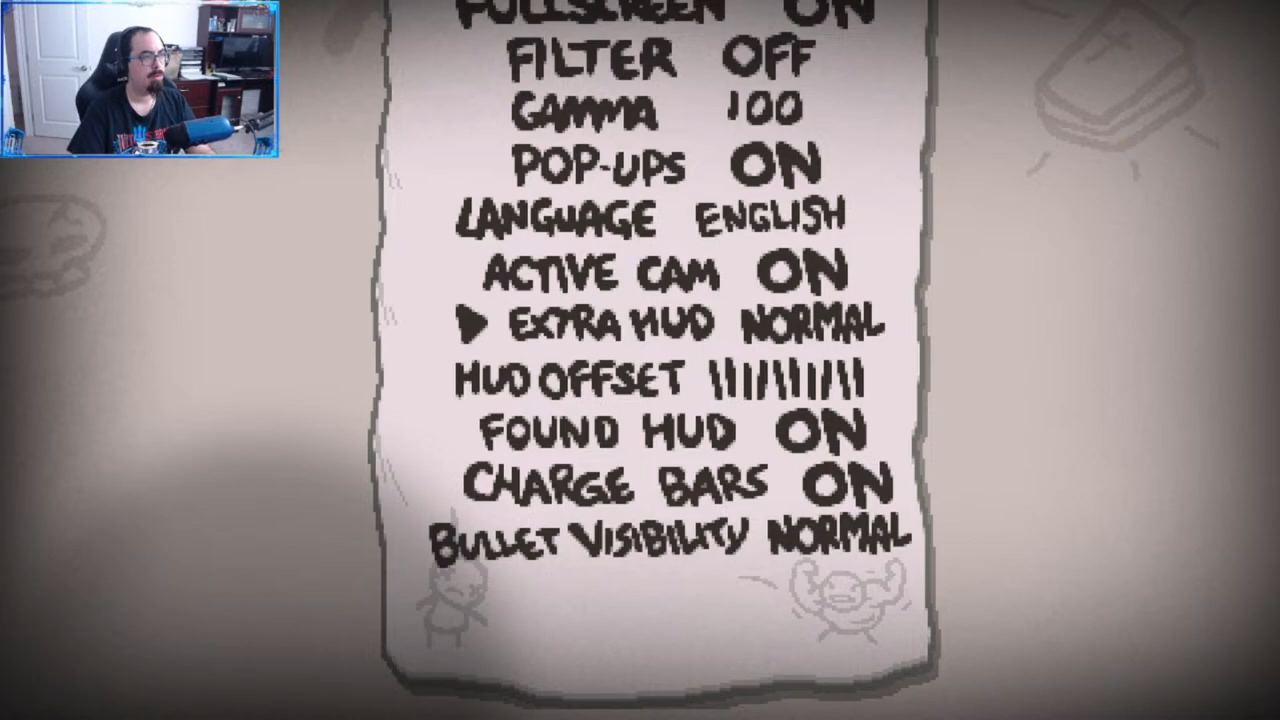 FULLSCREEN ON
FILTER OFF
GAMMA 100
POP-UPS ON
LANGUAGE ENGLISH
ACTIVE CAM ON
EXTRA HUD NORMAL
HUD OFFSET ||||||||||
FOUND HUD ON
CHARGE BARS ON
BULLET VISIBILITY NORMAL